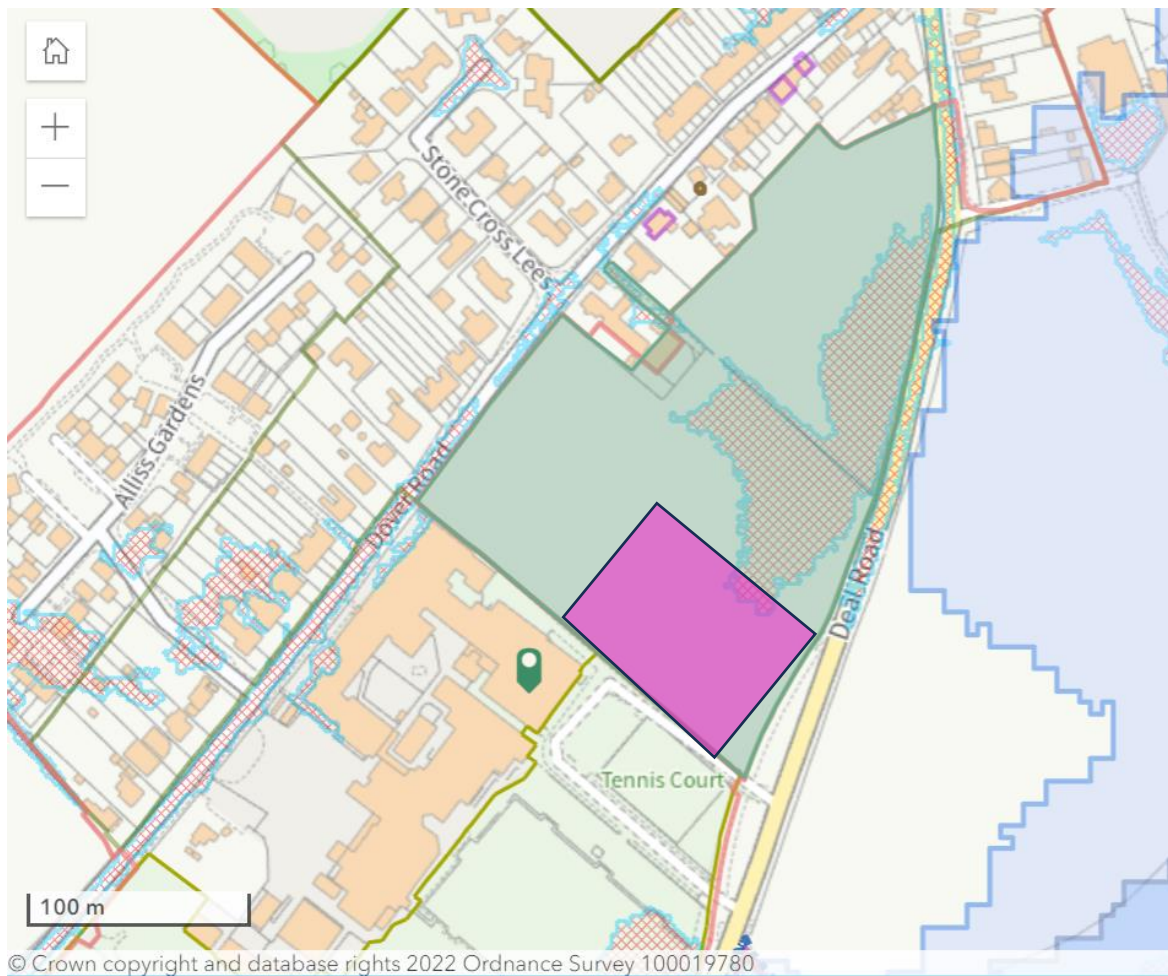 Stone Cross Lees
Alliss Gardens
Dover Road
Deal Road
Tennis Court
100 m
© Crown copyright and database rights 2022 Ordnance Survey 100019780